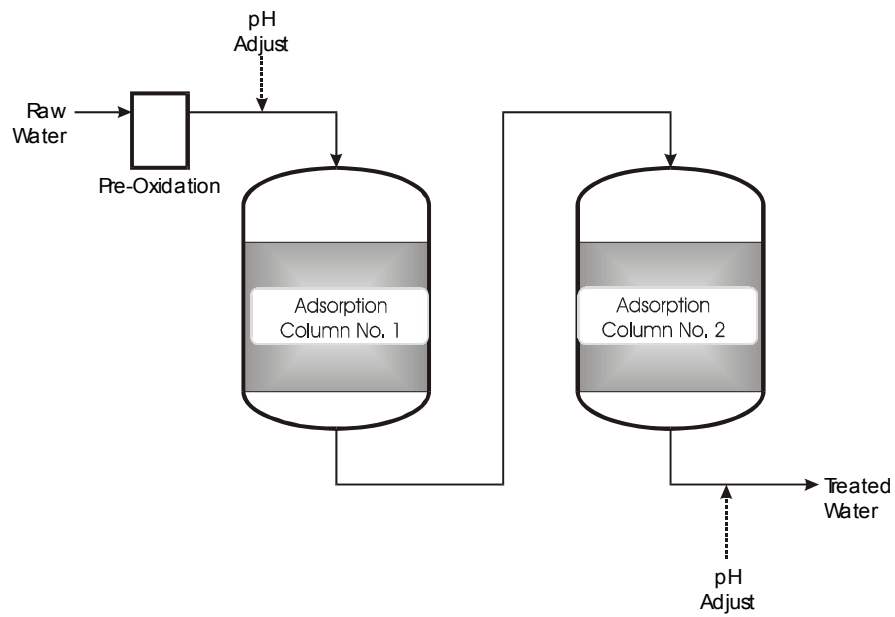 pH
Adjust
Raw
Water
Pre-Oxidation
Adsorption
Column No. 1
Adsorption
Column No. 2
Treated
Water
pH
Adjust